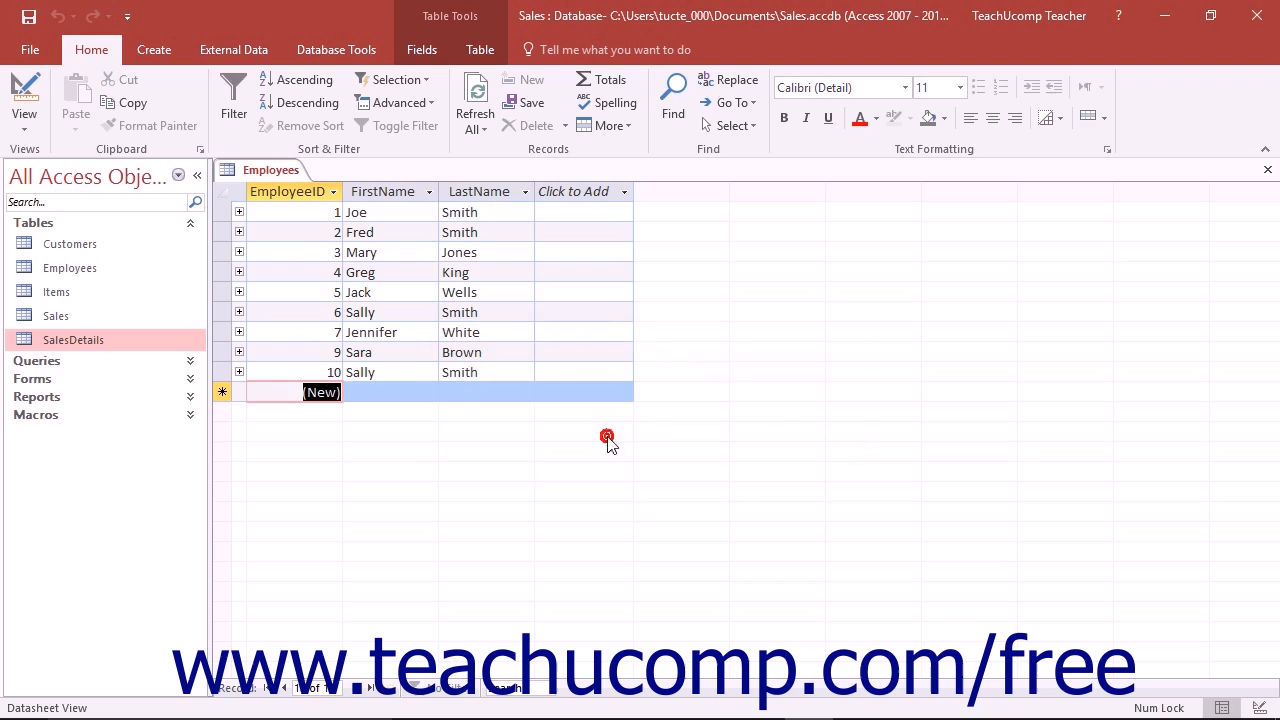 Table Tools
Sales : Database- C:\Users\tucte_000\Documents\Sales.accdb (Access 2007 - 201...
TeachUcomp Teacher
?
File
Home
Create
External Data
Database Tools
Fields
Table
Tell me what you want to do
View
Views
Paste
Cut
Copy
Format Painter
Clipboard
Filter
Ascending
Descending
Remove Sort
Selection
Advanced
Toggle Filter
Sort & Filter
Refresh
All
New
Save
Delete
Totals
Spelling
More
Records
Find
Replace
Go To
Select
Find
Calibri (Detail)
11
B I U A
Text Formatting
All Access Obje...
Search...
Tables
Customers
Employees
Items
Sales
SalesDetails
Queries
Forms
Reports
Macros
Employees
EmployeeID FirstName LastName Click to Add
1 Joe Smith
2 Fred Smith
3 Mary Jones
4 Greg King
5 Jack Wells
6 Sally Smith
7 Jennifer White
9 Sara Brown
10 Sally Smith
(New)
www.teachucomp.com/free
Datasheet View
Num Lock